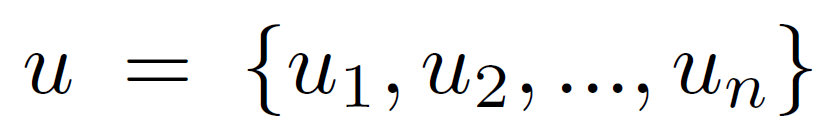 u = {u₁, u₂, ..., uₙ}